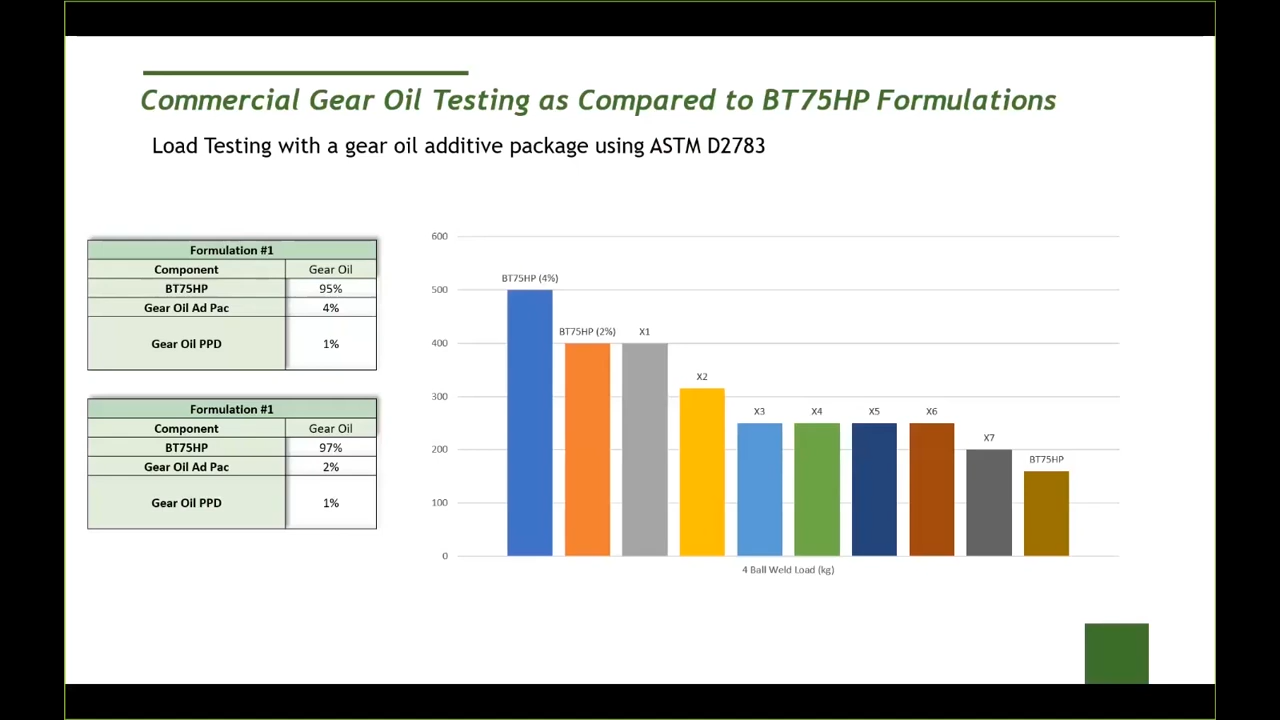 Commercial Gear Oil Testing as Compared to BT75HP Formulations
Load Testing with a gear oil additive package using ASTM D2783
Formulation #1
Component Gear Oil
BT75HP 95%
Gear Oil Ad Pac 4%
Gear Oil PPD 1%
Formulation #1
Component Gear Oil
BT75HP 97%
Gear Oil Ad Pac 2%
Gear Oil PPD 1%
600
500
400
300
200
100
0
BT75HP (4%)
BT75HP (2%)
X1
X2
X3
X4
X5
X6
X7
BT75HP
4 Ball Weld Load (kg)